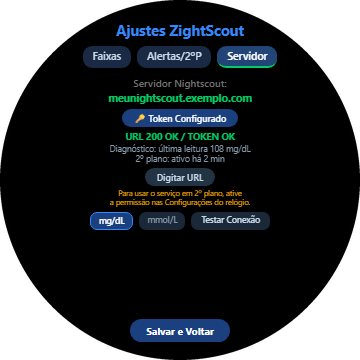 Ajustes ZightScout
Faixas Alertas/2ºP Servidor
Servidor Nightscout:
meunightscout.exemplo.com
🔑 Token Configurado
URL 200 OK / TOKEN OK
Diagnóstico: última leitura 108 mg/dL
2º plano: ativo há 2 min
Digitar URL
Para usar o serviço em 2º plano, ative
a permissão nas Configurações do relógio.
mg/dL mmol/L Testar Conexão
Salvar e Voltar